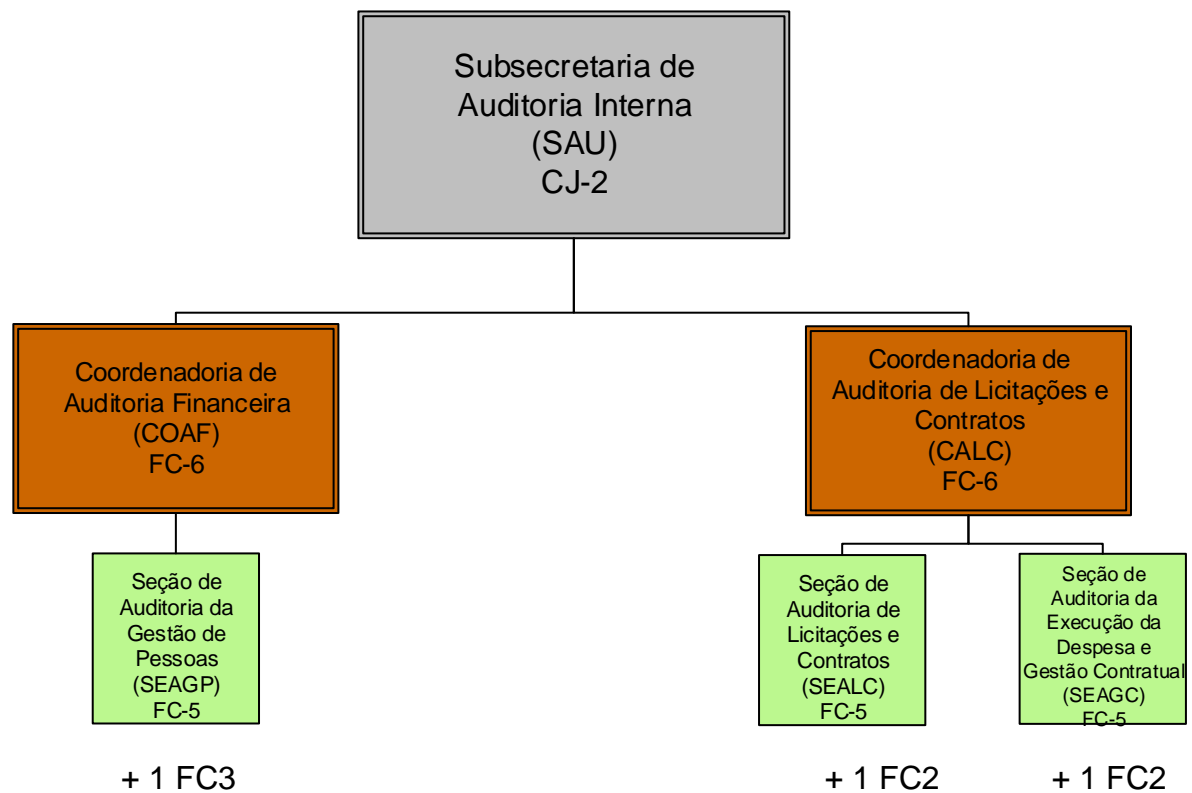 Subsecretaria de
Auditoria Interna
(SAU)
CJ-2
Coordenadoria de
Auditoria Financeira
(COAF)
FC-6
Coordenadoria de
Auditoria de Licitações e
Contratos
(CALC)
FC-6
Seção de
Auditoria da
Gestão de
Pessoas
(SEAGP)
FC-5
Seção de
Auditoria de
Licitações e
Contratos
(SEALC)
FC-5
Seção de
Auditoria da
Execução da
Despesa e
Gestão Contratual
(SEAGC)
FC-5
+ 1 FC3
+ 1 FC2
+ 1 FC2